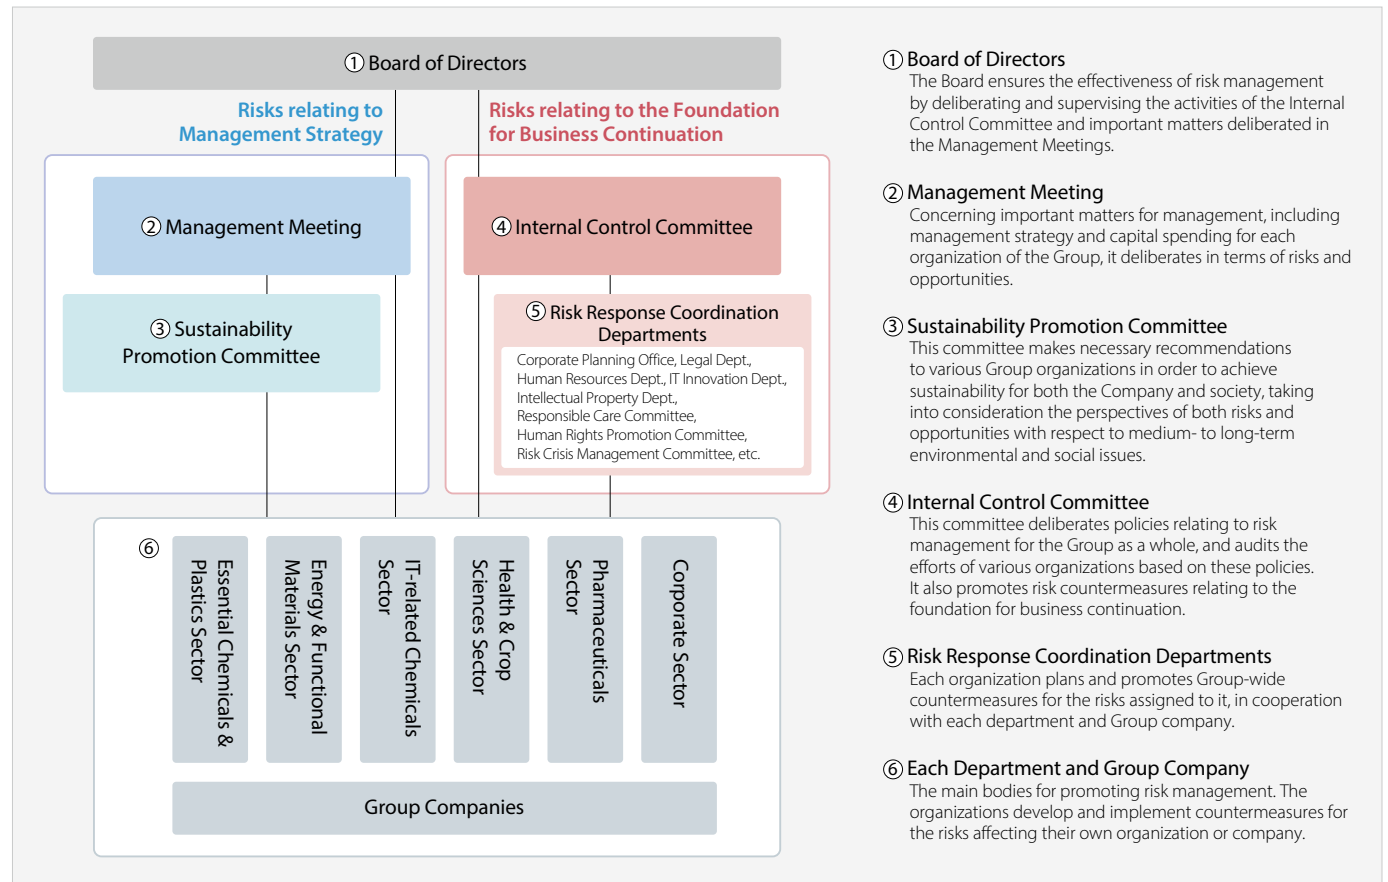 ① Board of Directors
Risks relating to
Management Strategy
Risks relating to the Foundation
for Business Continuation
② Management Meeting
③ Sustainability
Promotion Committee
④ Internal Control Committee
⑤ Risk Response Coordination
Departments
Corporate Planning Office, Legal Dept.,
Human Resources Dept., IT Innovation Dept.,
Intellectual Property Dept.,
Responsible Care Committee,
Human Rights Promotion Committee,
Risk Crisis Management Committee, etc.
⑥
Essential Chemicals &
Plastics Sector
Energy & Functional
Materials Sector
IT-related Chemicals
Sector
Health & Crop
Sciences Sector
Pharmaceuticals
Sector
Corporate Sector
Group Companies
① Board of Directors
The Board ensures the effectiveness of risk management
by deliberating and supervising the activities of the Internal
Control Committee and important matters deliberated in
the Management Meetings.
② Management Meeting
Concerning important matters for management, including
management strategy and capital spending for each
organization of the Group, it deliberates in terms of risks and
opportunities.
③ Sustainability Promotion Committee
This committee makes necessary recommendations
to various Group organizations in order to achieve
sustainability for both the Company and society, taking
into consideration the perspectives of both risks and
opportunities with respect to medium- to long-term
environmental and social issues.
④ Internal Control Committee
This committee deliberates policies relating to risk
management for the Group as a whole, and audits the
efforts of various organizations based on these policies.
It also promotes risk countermeasures relating to the
foundation for business continuation.
⑤ Risk Response Coordination Departments
Each organization plans and promotes Group-wide
countermeasures for the risks assigned to it, in cooperation
with each department and Group company.
⑥ Each Department and Group Company
The main bodies for promoting risk management. The
organizations develop and implement countermeasures for
the risks affecting their own organization or company.